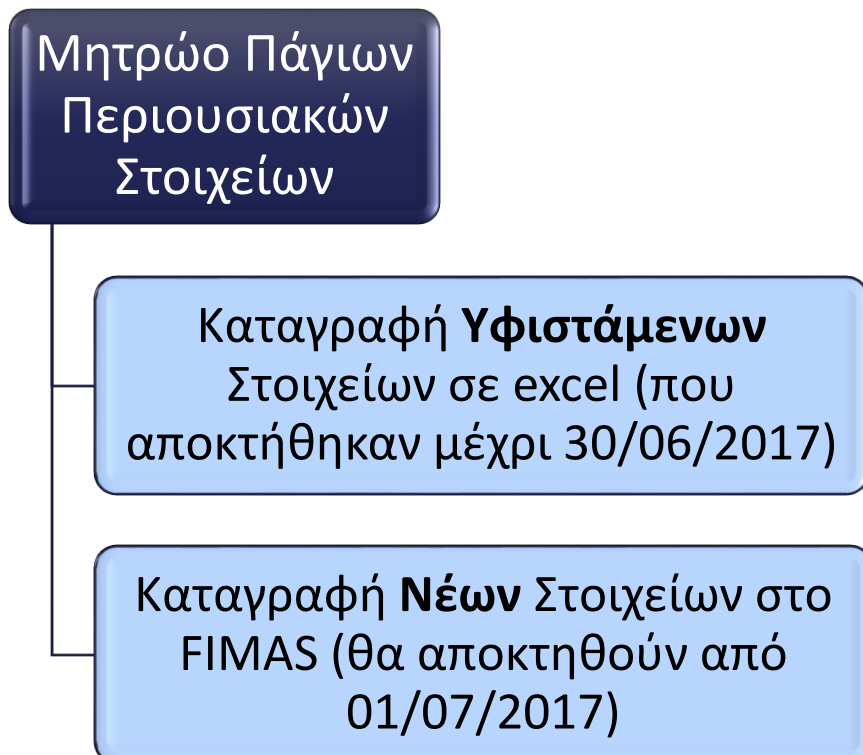 Μητρώο Πάγιων
Περιουσιακών
Στοιχείων
Καταγραφή Υφιστάμενων
Στοιχείων σε excel (που
αποκτήθηκαν μέχρι 30/06/2017)
Καταγραφή Νέων Στοιχείων στο
FIMAS (θα αποκτηθούν από
01/07/2017)